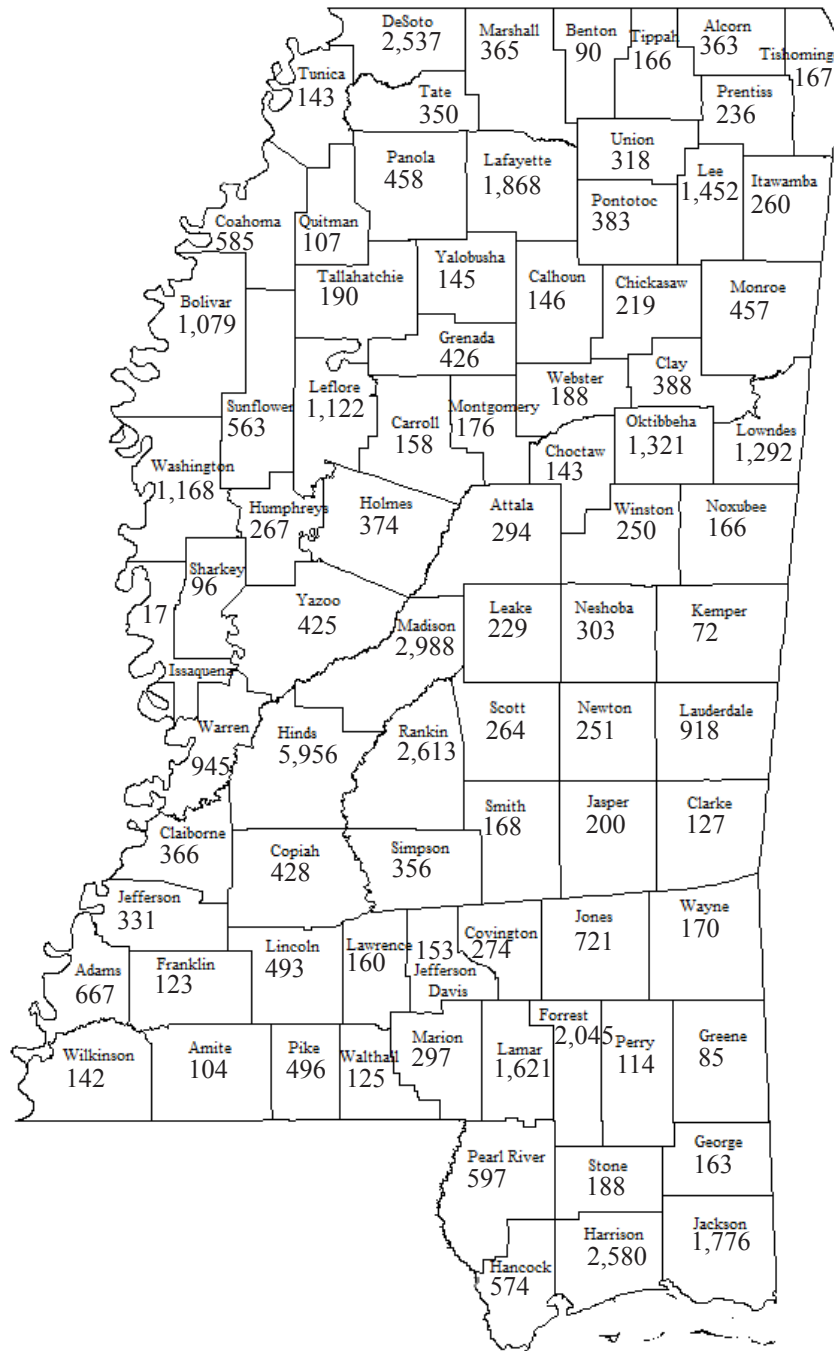 DeSoto
2,537
Marshall
365
Benton
90
Tippah
166
Alcorn
363
Tishoming
167
Tunica
143
Tate
350
Prentiss
236
Union
318
Panola
458
Lafayette
1,868
Lee
1,452
Itawamba
260
Pontotoc
383
Coahoma
585
Quitman
107
Tallahatchie
190
Yalobusha
145
Calhoun
146
Chickasaw
219
Monroe
457
Bolivar
1,079
Grenada
426
Clay
388
Webster
188
Leflore
1,122
Sunflower
563
Carroll
158
Montgomery
176
Oktibbeha
1,321
Lowndes
1,292
Choctaw
143
Washington
1,168
Humphreys
267
Holmes
374
Attala
294
Winston
250
Noxubee
166
Sharkey
96
17
Issaquena
Yazoo
425
Madison
2,988
Leake
229
Neshoba
303
Kemper
72
Warren
945
Hinds
5,956
Rankin
2,613
Scott
264
Newton
251
Lauderdale
918
Smith
168
Jasper
200
Clarke
127
Claiborne
366
Copiah
428
Simpson
356
Jefferson
331
Lincoln
493
Lawrence
160
153
Jefferson
Davis
Covington
274
Jones
721
Wayne
170
Adams
667
Franklin
123
Wilkinson
142
Amite
104
Pike
496
Walthall
125
Marion
297
Lamar
1,621
Forrest
2,045
Perry
114
Greene
85
Pearl River
597
Stone
188
George
163
Hancock
574
Harrison
2,580
Jackson
1,776